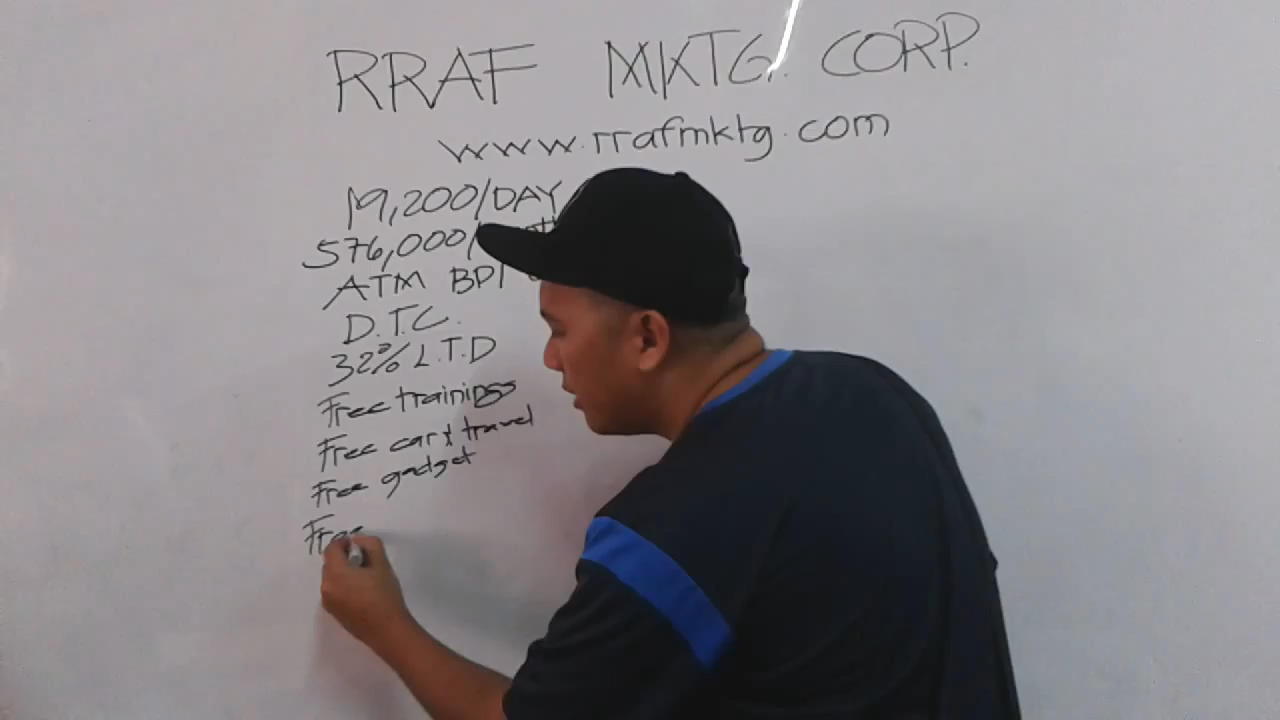 RRAF MKTG. CORP.
www.rrafmktg.com
19,200/DAY
576,000/
ATM BPI
D.T.C.
32% L.T.D
Free trainings
Free car & travel
Free gadget
Free